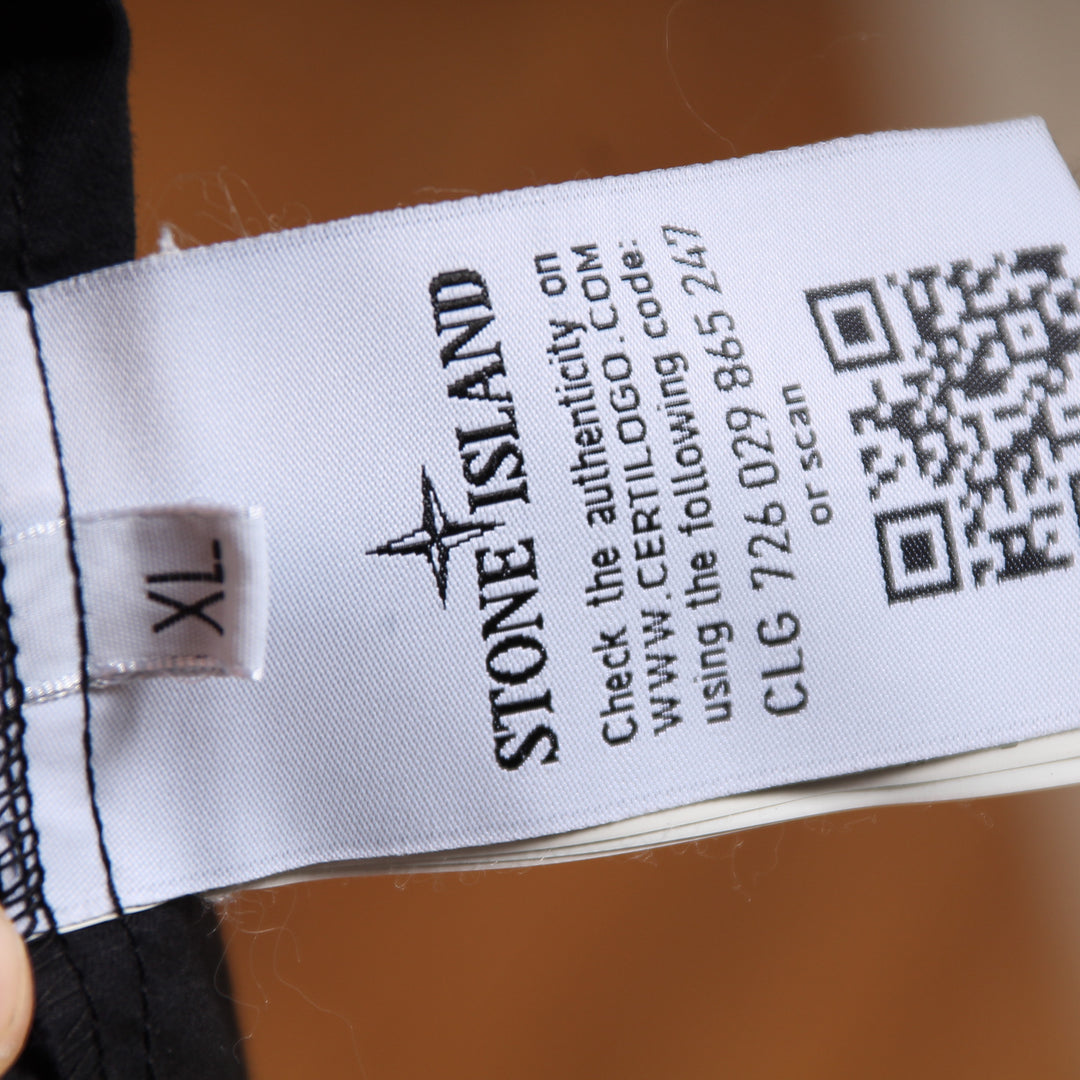 XL
STONE ISLAND
Check the authenticity on
WWW.CERTILOGO.COM
using the following code:
CLG 726 029 865 247
or scan